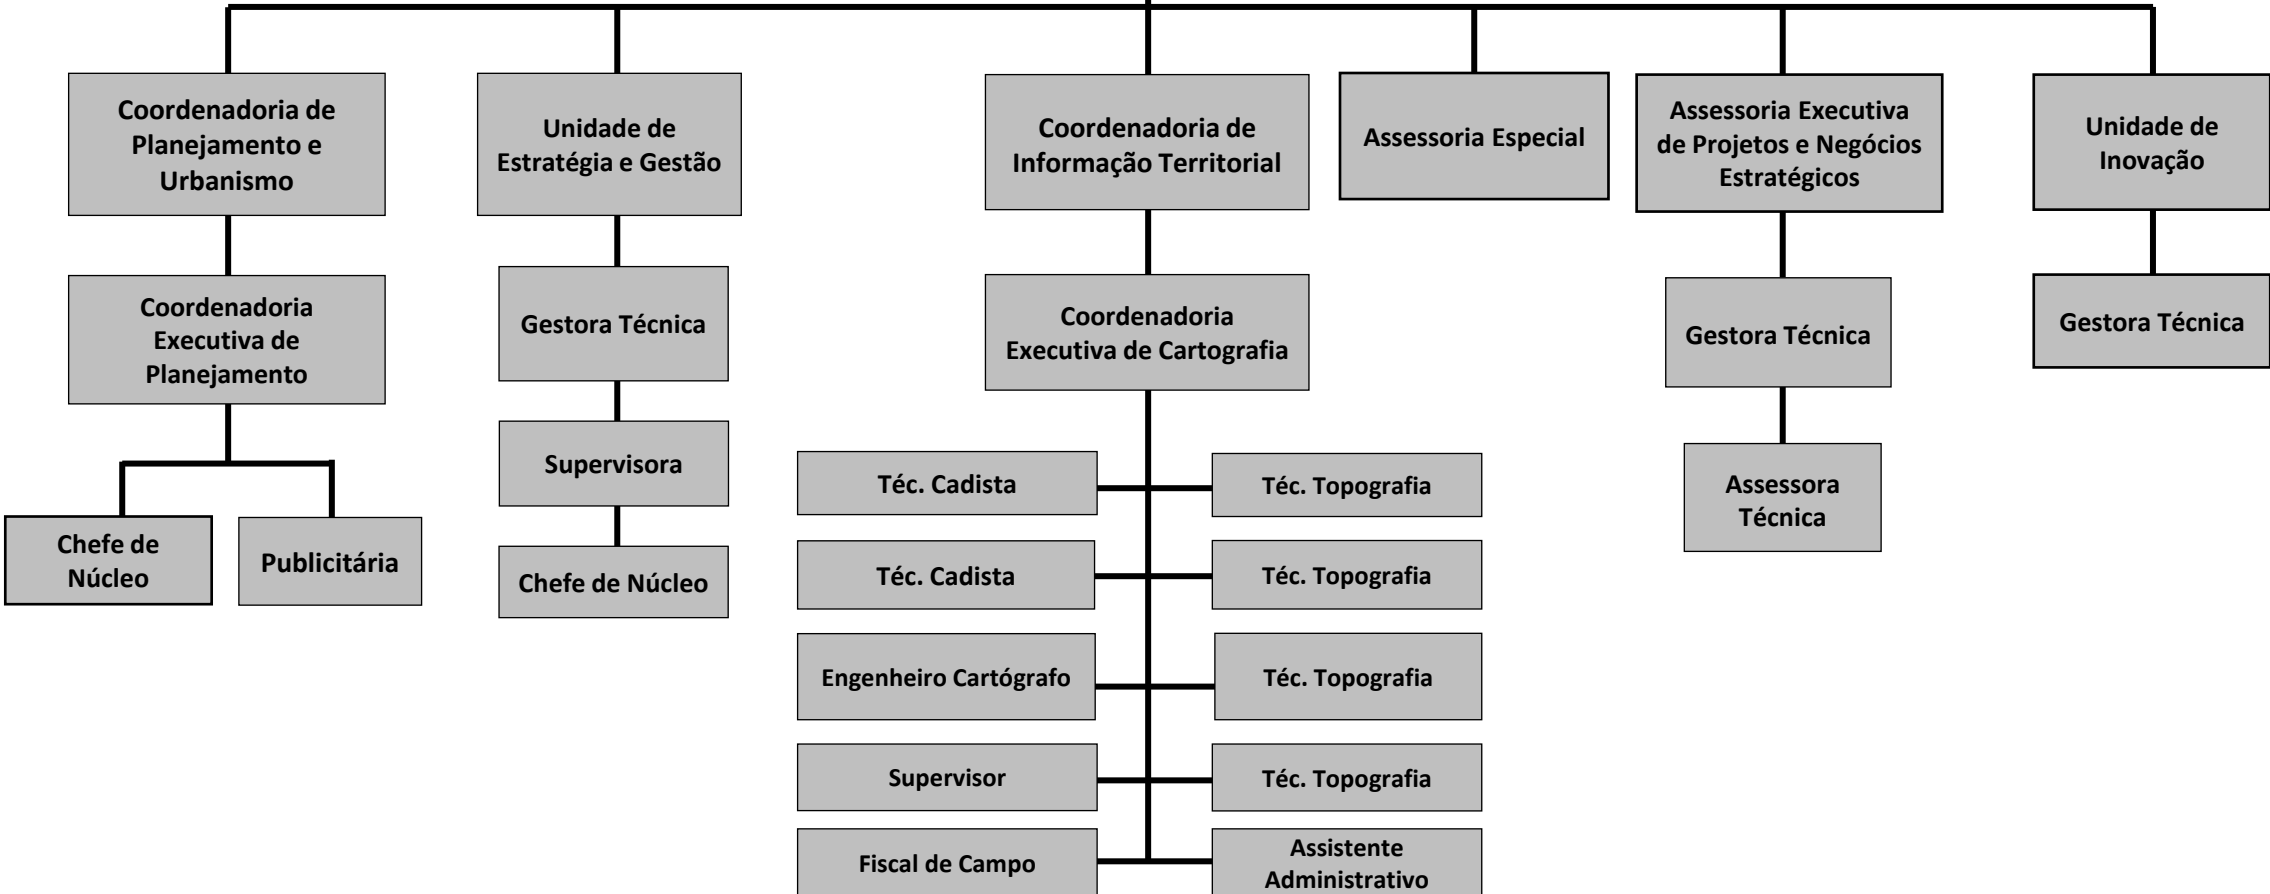 Coordenadoria de
Planejamento e
Urbanismo
Unidade de
Estratégia e Gestão
Coordenadoria de
Informação Territorial
Assessoria Especial
Assessoria Executiva
de Projetos e Negócios
Estratégicos
Unidade de
Inovação
Coordenadoria
Executiva de
Planejamento
Gestora Técnica
Coordenadoria
Executiva de Cartografia
Gestora Técnica
Gestora Técnica
Supervisora
Téc. Cadista
Téc. Topografia
Assessora
Técnica
Chefe de
Núcleo
Publicitária
Chefe de Núcleo
Téc. Cadista
Téc. Topografia
Engenheiro Cartógrafo
Téc. Topografia
Supervisor
Téc. Topografia
Fiscal de Campo
Assistente
Administrativo